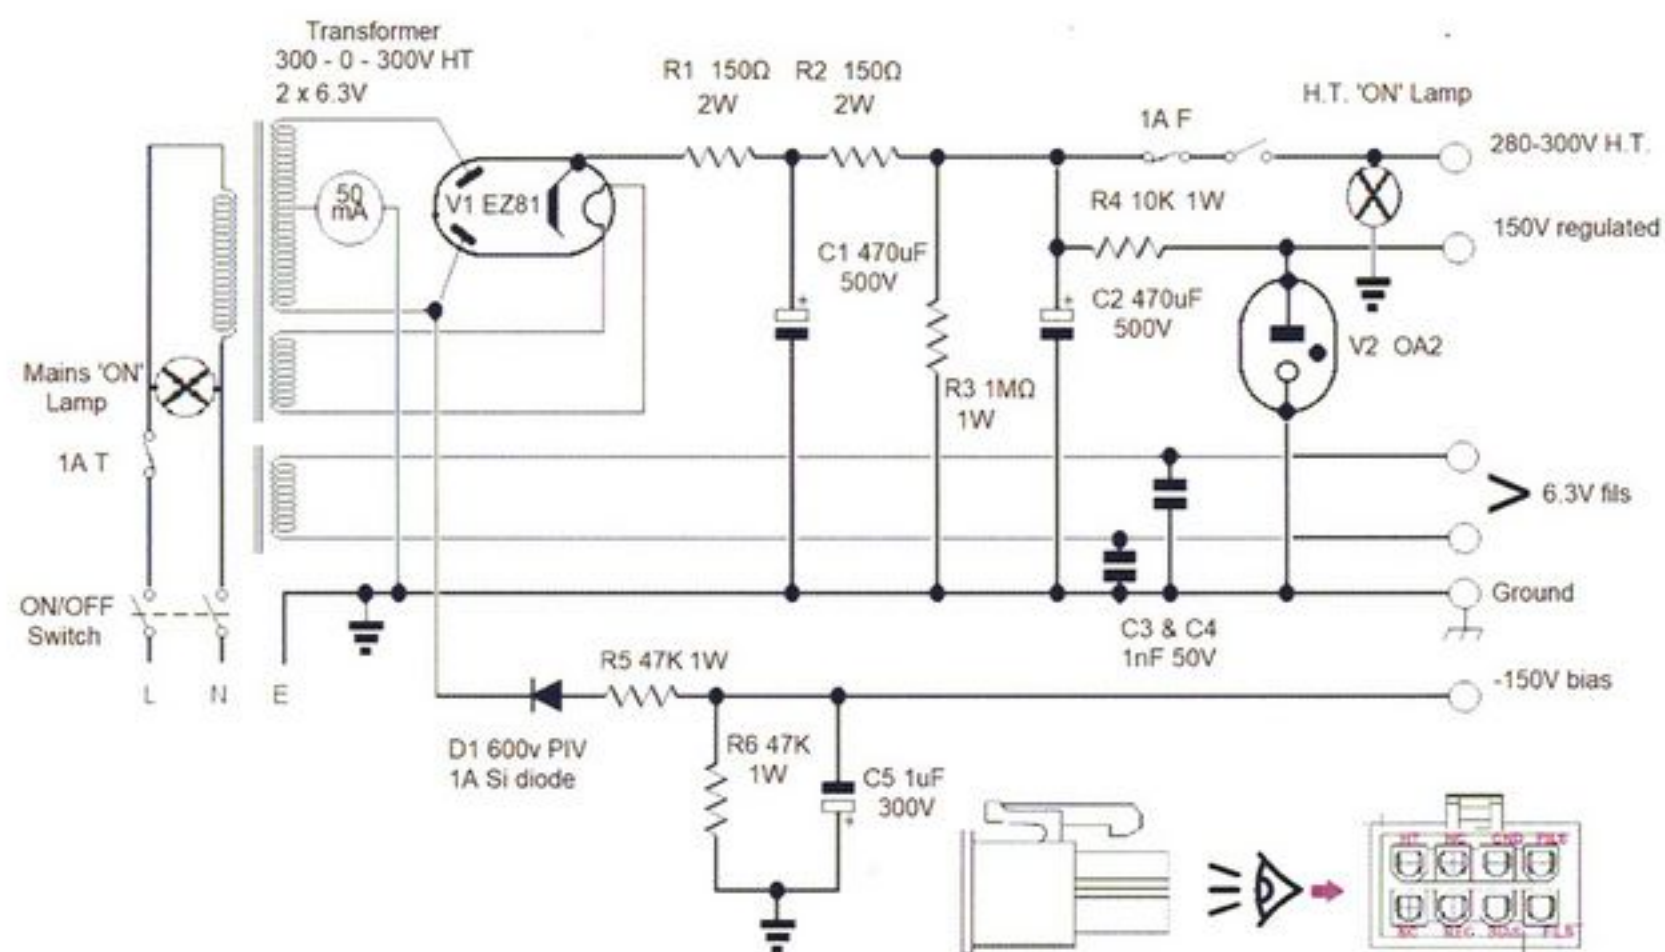 Transformer
300 - 0 - 300V HT
2 x 6.3V
R1 150Ω
2W
R2 150Ω
2W
1A F
H.T. 'ON' Lamp
280-300V H.T.
50
mA
V1 EZ81
R4 10K 1W
150V regulated
C1 470uF
500V
C2 470uF
500V
V2 OA2
Mains 'ON'
Lamp
R3 1MΩ
1W
1A T
6.3V fils
ON/OFF
Switch
Ground
C3 & C4
1nF 50V
L N E
R5 47K 1W
-150V bias
D1 600v PIV
1A Si diode
R6 47K
1W
C5 1uF
300V
HT NC GND